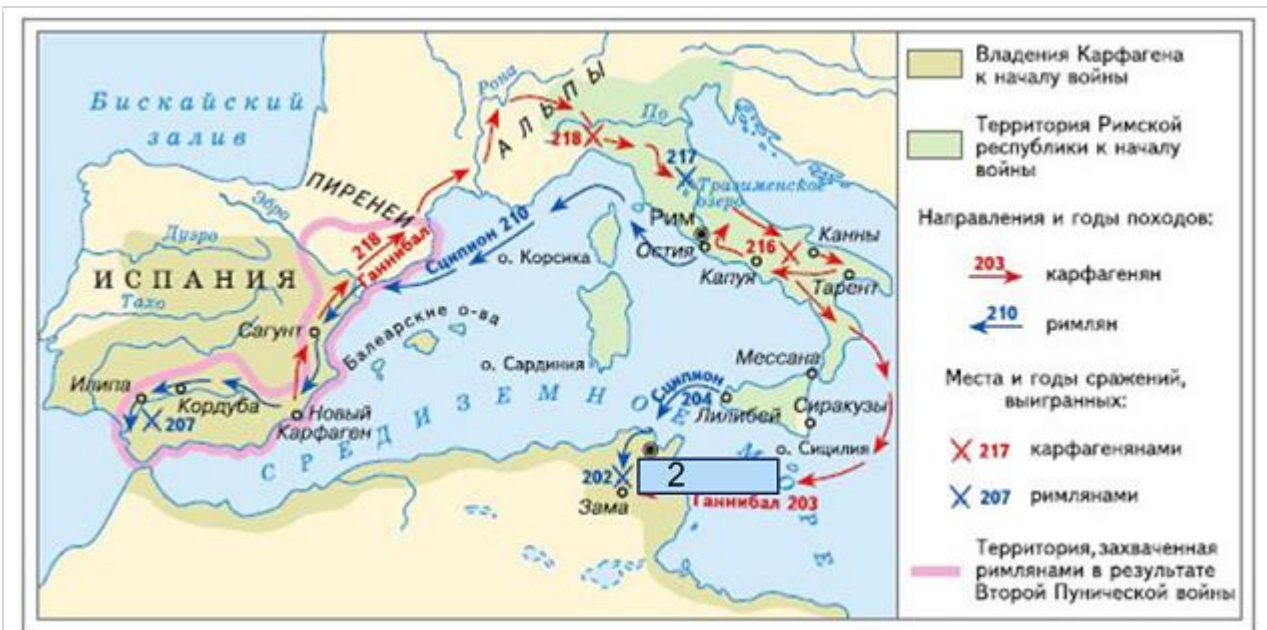 Бискайский
залив
Рона
АЛЬПЫ
По
218
217
Тразименское
озеро
ПИРЕНЕИ
Эбро
Дуэро
218
Ганнибал
Сципион 210
о. Корсика
Рим
Остия
216
Канны
Капуя
Тарент
ИСПАНИЯ
Тахо
Сагунт
Балеарские о-ва
о. Сардиния
Мессана
Илипа
Кордуба
207
Новый
Карфаген
Сципион
204
Лилибей
Сиракузы
о. Сицилия
СРЕДИЗЕМНОЕ МОРЕ
202
2
Зама
Ганнибал 203
Владения Карфагена
к началу войны
Территория Римской
республики к началу
войны
Направления и годы походов:
203 карфагенян
210 римлян
Места и годы сражений,
выигранных:
217 карфагенянами
207 римлянами
Территория, захваченная
римлянами в результате
Второй Пунической войны